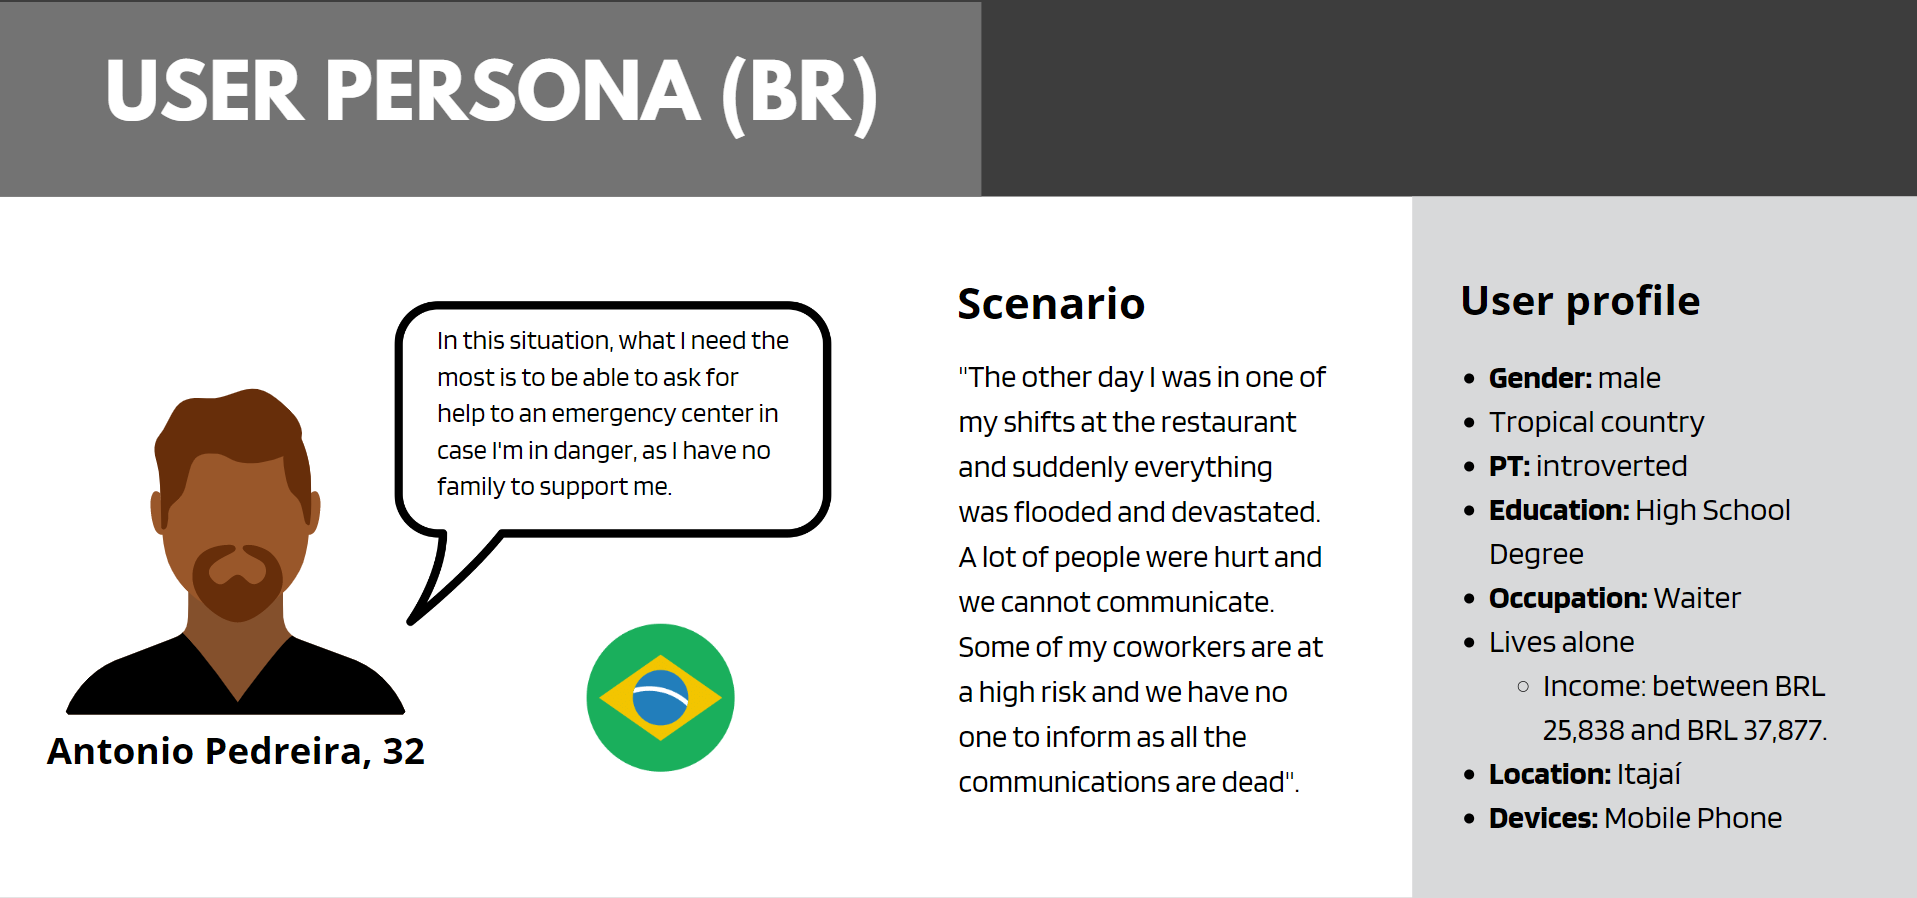 USER PERSONA (BR)
In this situation, what I need the
most is to be able to ask for
help to an emergency center in
case I'm in danger, as I have no
family to support me.
Antonio Pedreira, 32
Scenario
"The other day I was in one of
my shifts at the restaurant
and suddenly everything
was flooded and devastated.
A lot of people were hurt and
we cannot communicate.
Some of my coworkers are at
a high risk and we have no
one to inform as all the
communications are dead".
User profile
• Gender: male
• Tropical country
• PT: introverted
• Education: High School
Degree
• Occupation: Waiter
• Lives alone
○ Income: between BRL
25,838 and BRL 37,877.
• Location: Itajaí
• Devices: Mobile Phone